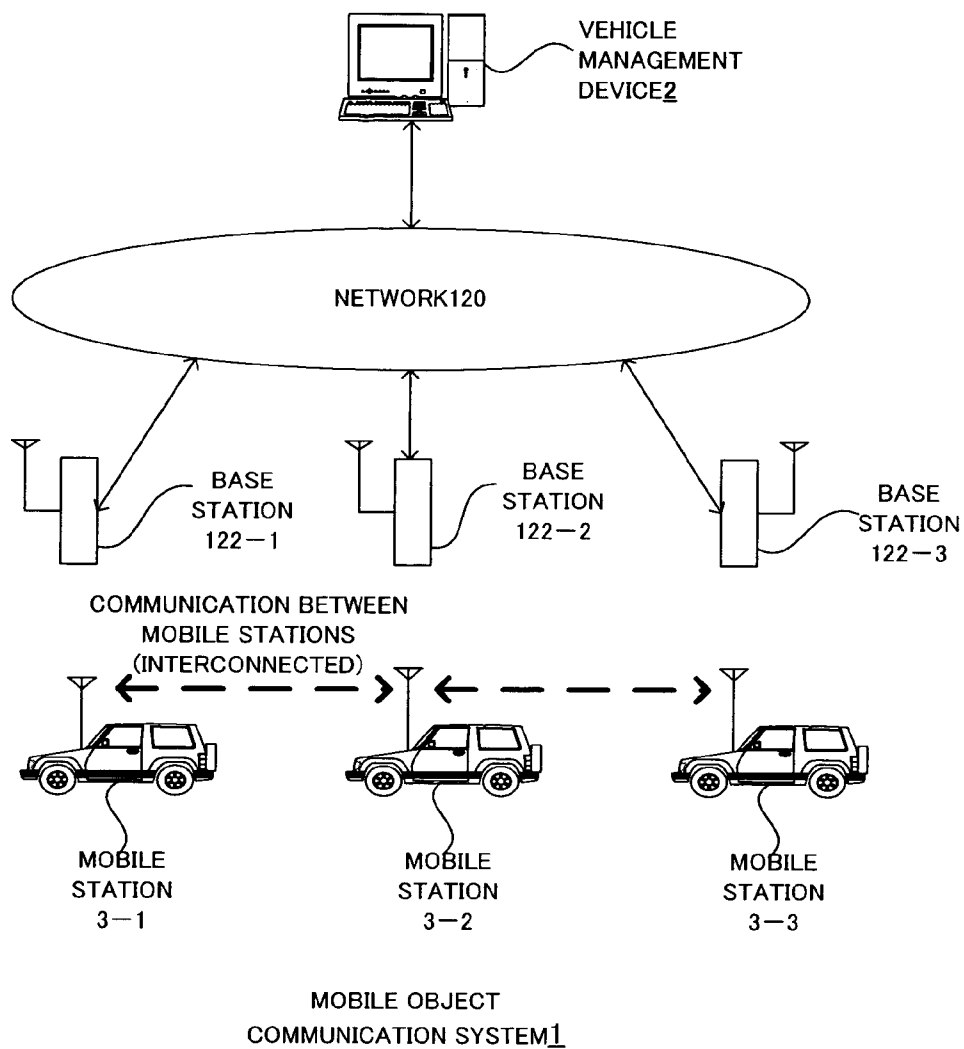 VEHICLE
MANAGEMENT
DEVICE2
NETWORK120
BASE
STATION
122-1
BASE
STATION
122-2
BASE
STATION
122-3
COMMUNICATION BETWEEN
MOBILE STATIONS
(INTERCONNECTED)
MOBILE
STATION
3-1
MOBILE
STATION
3-2
MOBILE
STATION
3-3
MOBILE OBJECT
COMMUNICATION SYSTEM1